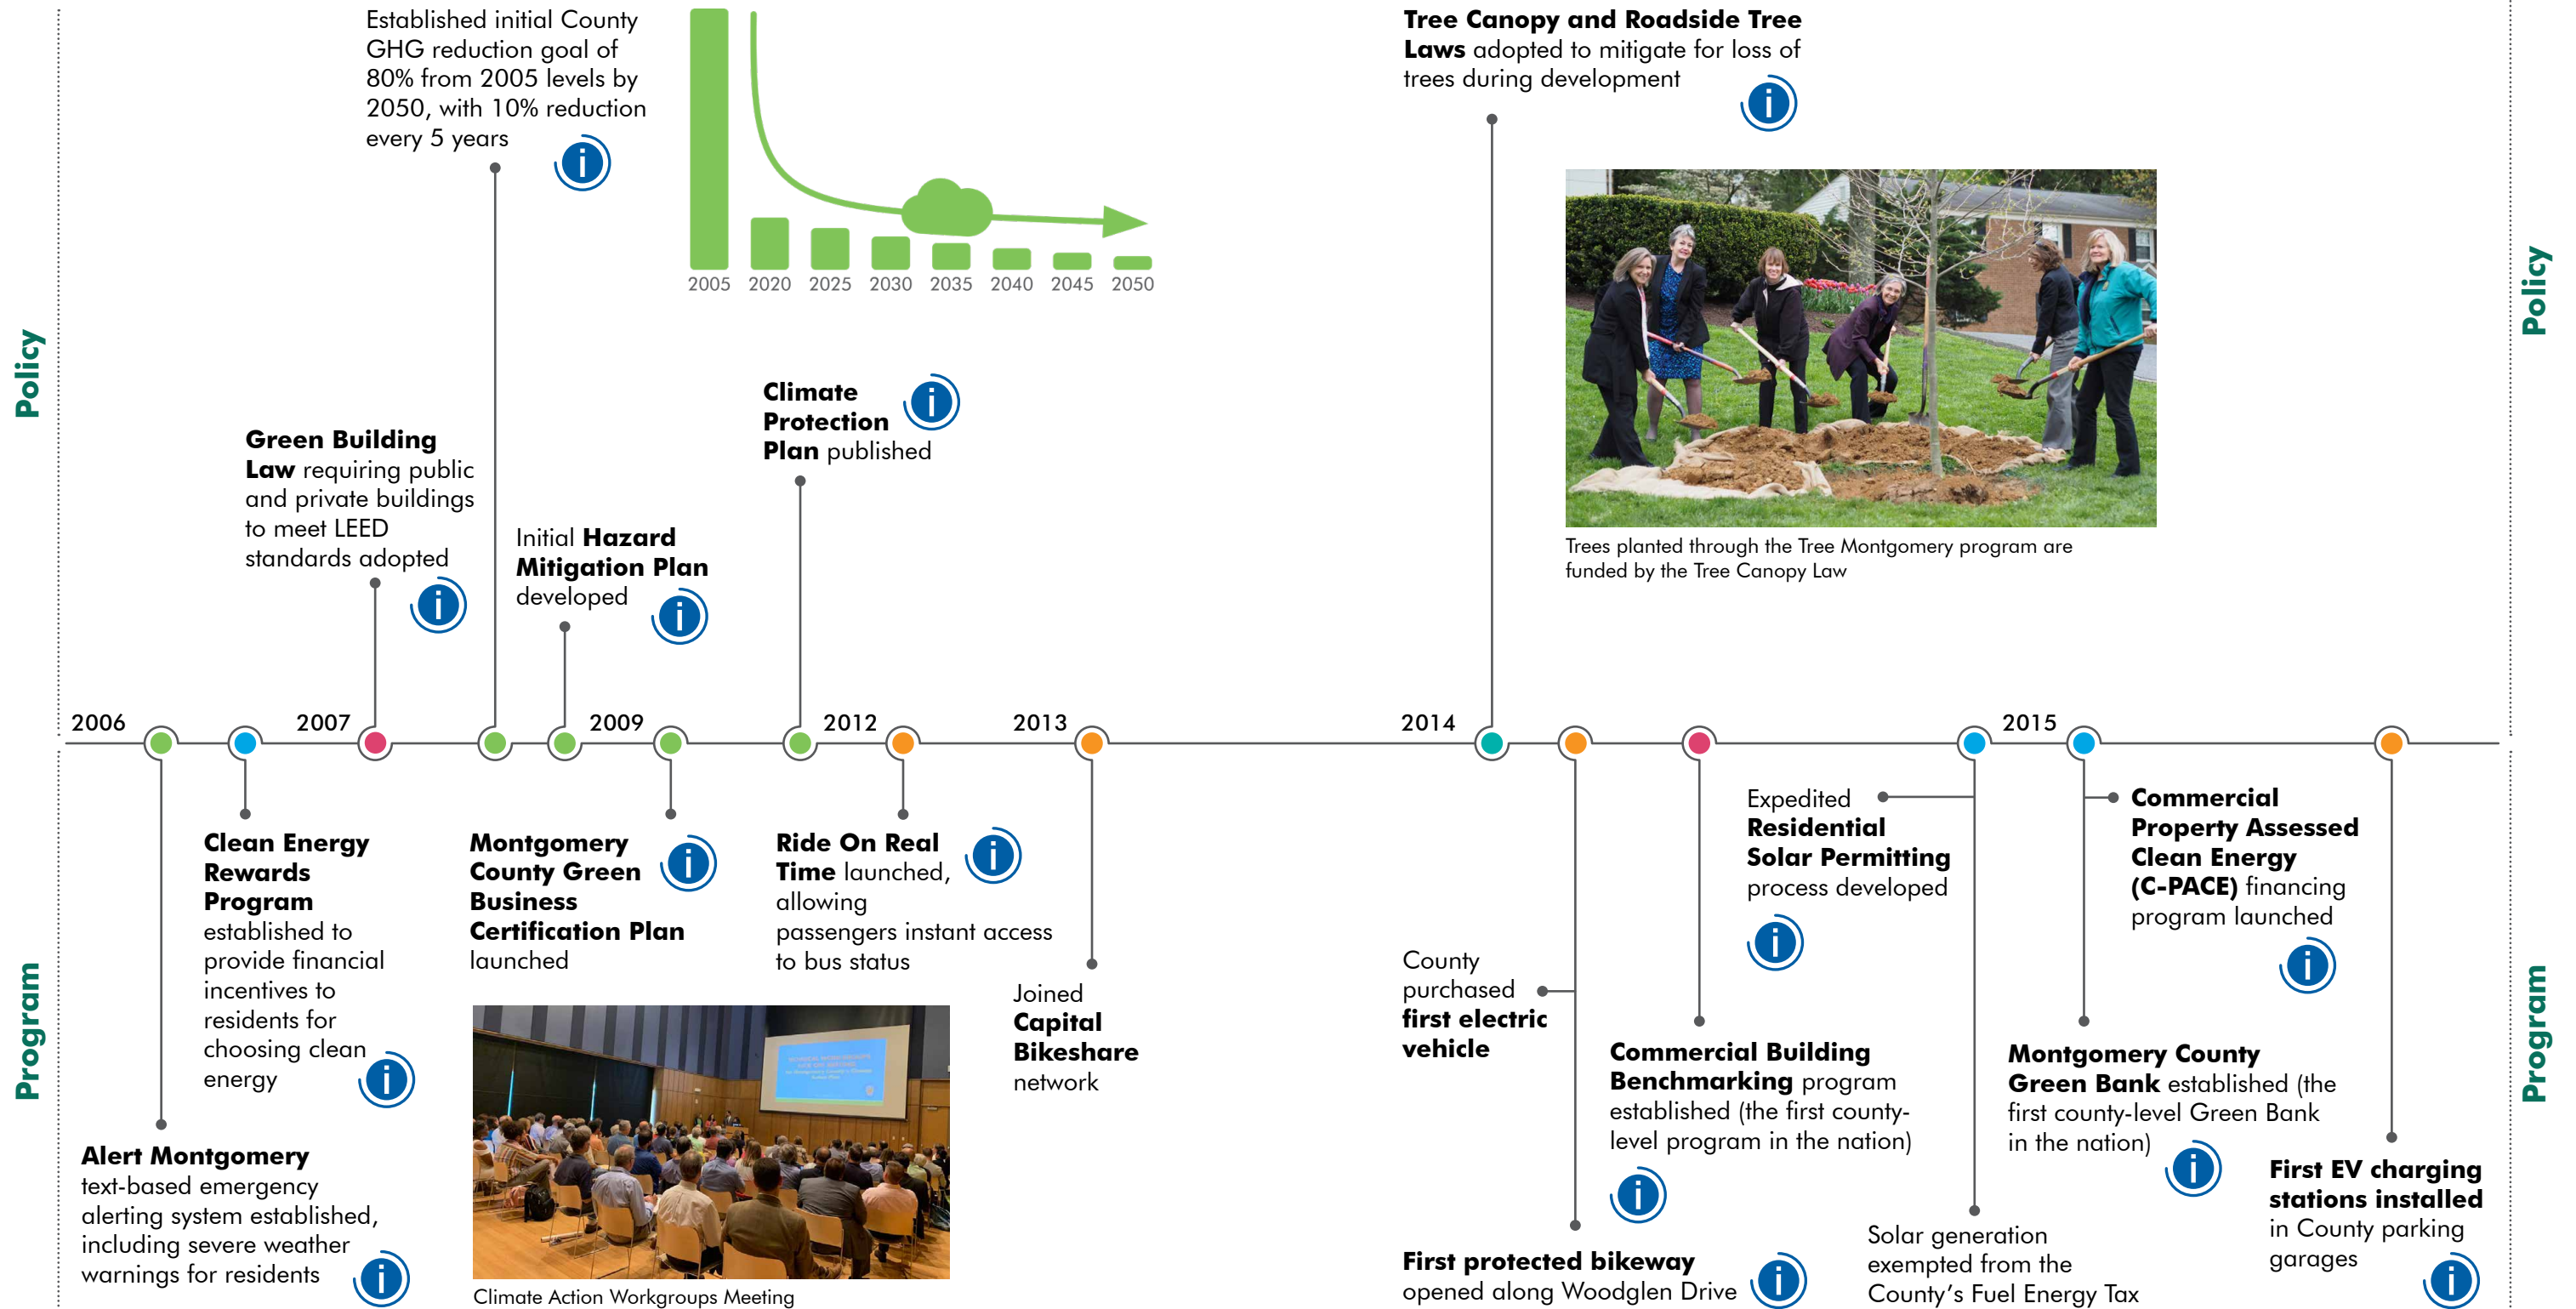 Established initial County
GHG reduction goal of
80% from 2005 levels by
2050, with 10% reduction
every 5 years
i
2005 2020 2025 2030 2035 2040 2045 2050
Tree Canopy and Roadside Tree
Laws adopted to mitigate for loss of
trees during development
i
Policy
Policy
Trees planted through the Tree Montgomery program are
funded by the Tree Canopy Law
Green Building
Law requiring public
and private buildings
to meet LEED
standards adopted
i
Initial Hazard
Mitigation Plan
developed
i
Climate
Protection
Plan published
i
2006 2007 2009 2012 2013 2014 2015
Program
Program
Clean Energy
Rewards
Program
established to
provide financial
incentives to
residents for
choosing clean
energy
i
Alert Montgomery
text-based emergency
alerting system established,
including severe weather
warnings for residents
i
Montgomery
County Green
Business
Certification Plan
launched
i
Climate Action Workgroups Meeting
Ride On Real
Time launched,
allowing
passengers instant access
to bus status
i
Joined
Capital
Bikeshare
network
County
purchased
first electric
vehicle
First protected bikeway
opened along Woodglen Drive
i
Commercial Building
Benchmarking program
established (the first county-
level program in the nation)
i
Expedited
Residential
Solar Permitting
process developed
i
Solar generation
exempted from the
County's Fuel Energy Tax
Commercial
Property Assessed
Clean Energy
(C-PACE) financing
program launched
i
Montgomery County
Green Bank established (the
first county-level Green Bank
in the nation)
i
First EV charging
stations installed
in County parking
garages
i